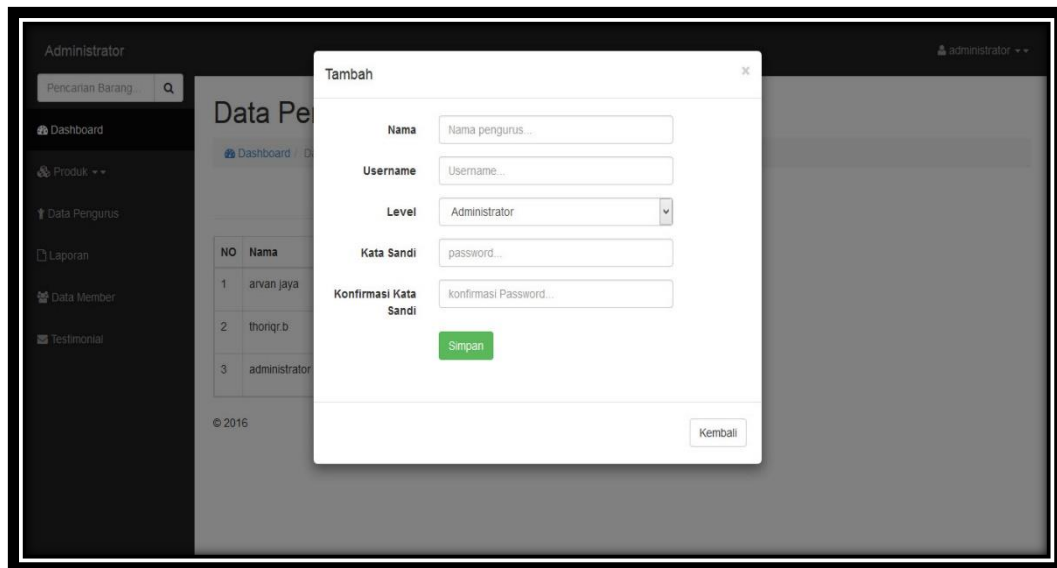 Administrator
administrator
Pencarian Barang..
Dashboard
Produk
Data Pengurus
Laporan
Data Member
Testimonial
Data Pe
Dashboard /
NO Nama
1 arvan jaya
2 thoriqr.b
3 administrator
© 2016
Tambah
x
Nama Nama pengurus...
Username Username...
Level Administrator
Kata Sandi password...
Konfirmasi Kata konfirmasi Password...
Sandi
Simpan
Kembali